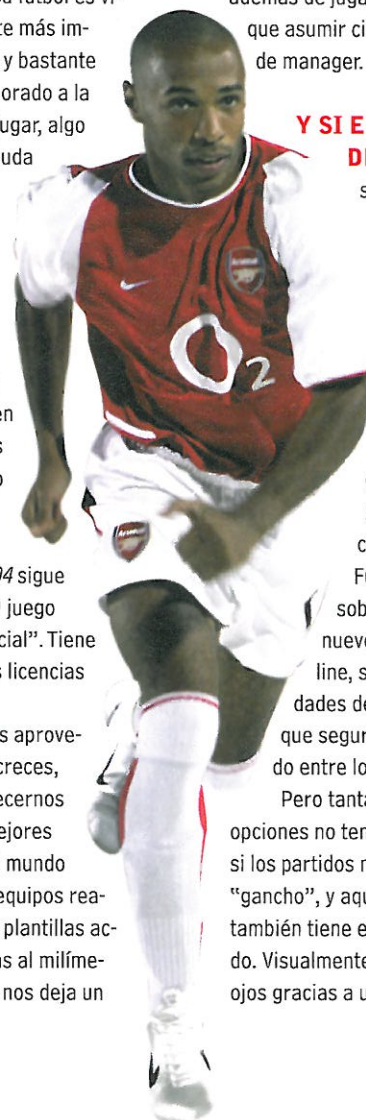 te más im-
y bastante
orado a la
ugar, algo
uda
en
s
o
94 sigue
juego
cial". Tiene
s licencias
s aprove-
creces,
ecernos
ejores
mundo
equipos rea-
plantillas ac-
as al milíme-
nos deja un
O2
además de juga
que asumir ci
de manager.
Y SI E
DI
s
c
F
sob
nuev
line, s
dades de
que segur
do entre lo
Pero tanta
opciones no ten
si los partidos n
"gancho", y aqu
también tiene e
do. Visualmente
ojos gracias a u